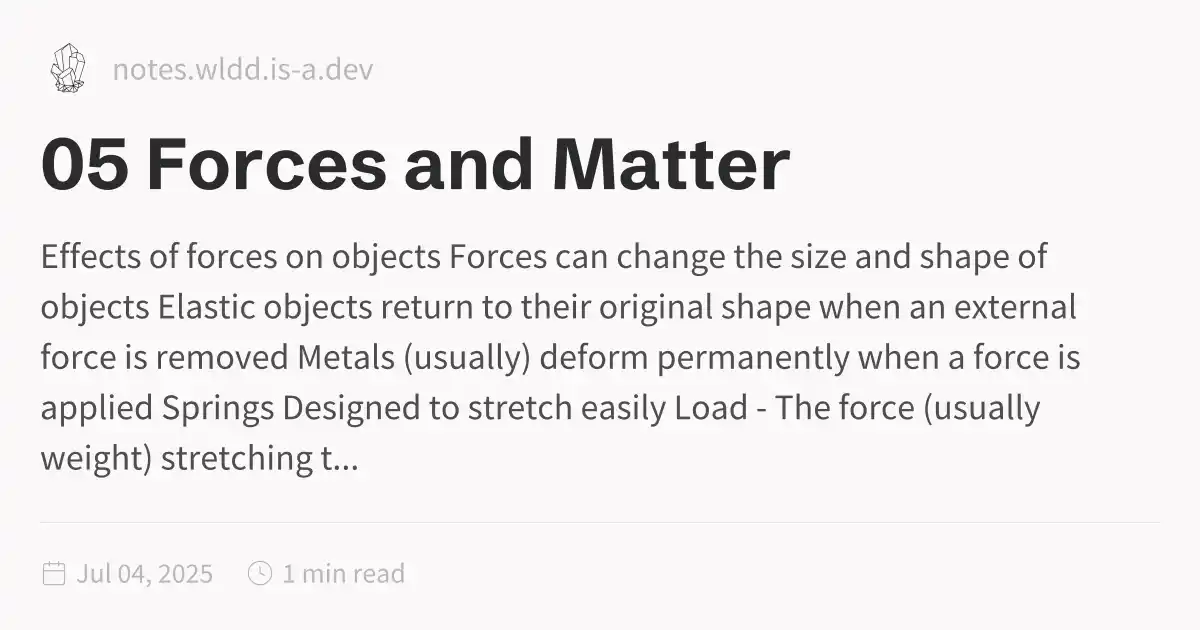 notes.wldd.is-a.dev
05 Forces and Matter
Effects of forces on objects Forces can change the size and shape of
objects Elastic objects return to their original shape when an external
force is removed Metals (usually) deform permanently when a force is
applied Springs Designed to stretch easily Load - The force (usually
weight) stretching t...
Jul 04, 2025 1 min read